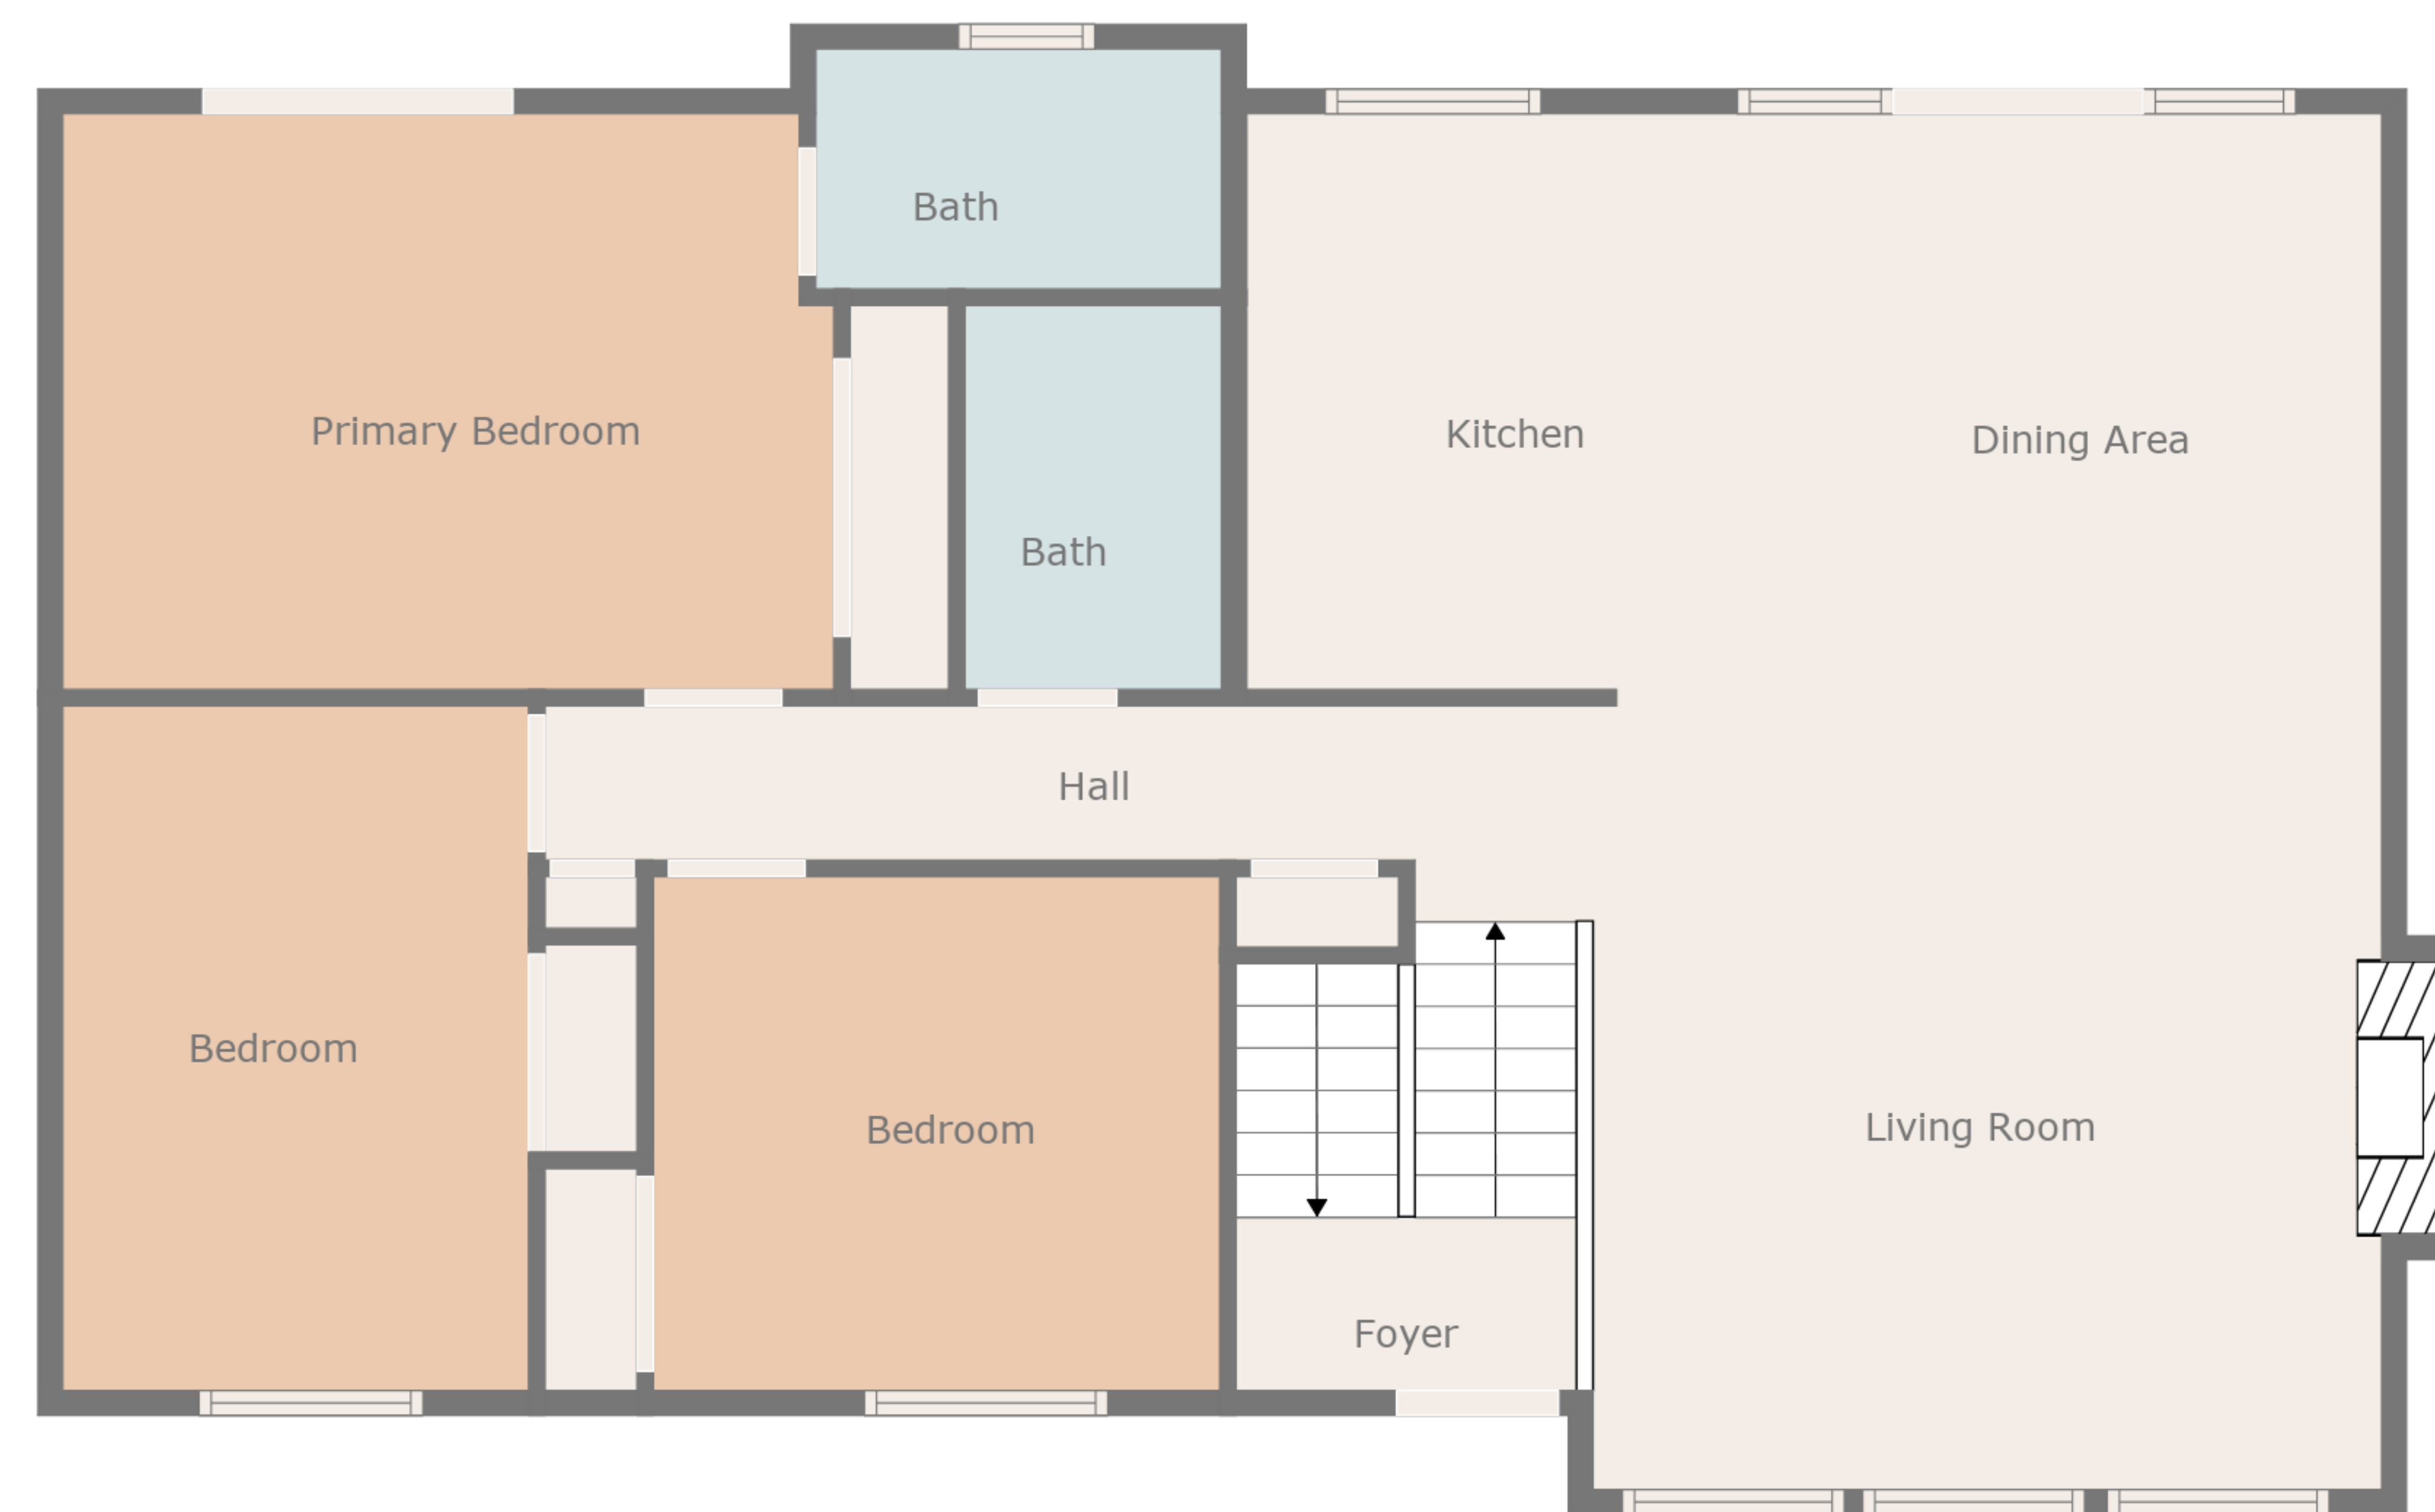 Bath
Primary Bedroom
Kitchen
Dining Area
Bath
Hall
Bedroom
Bedroom
Living Room
Foyer